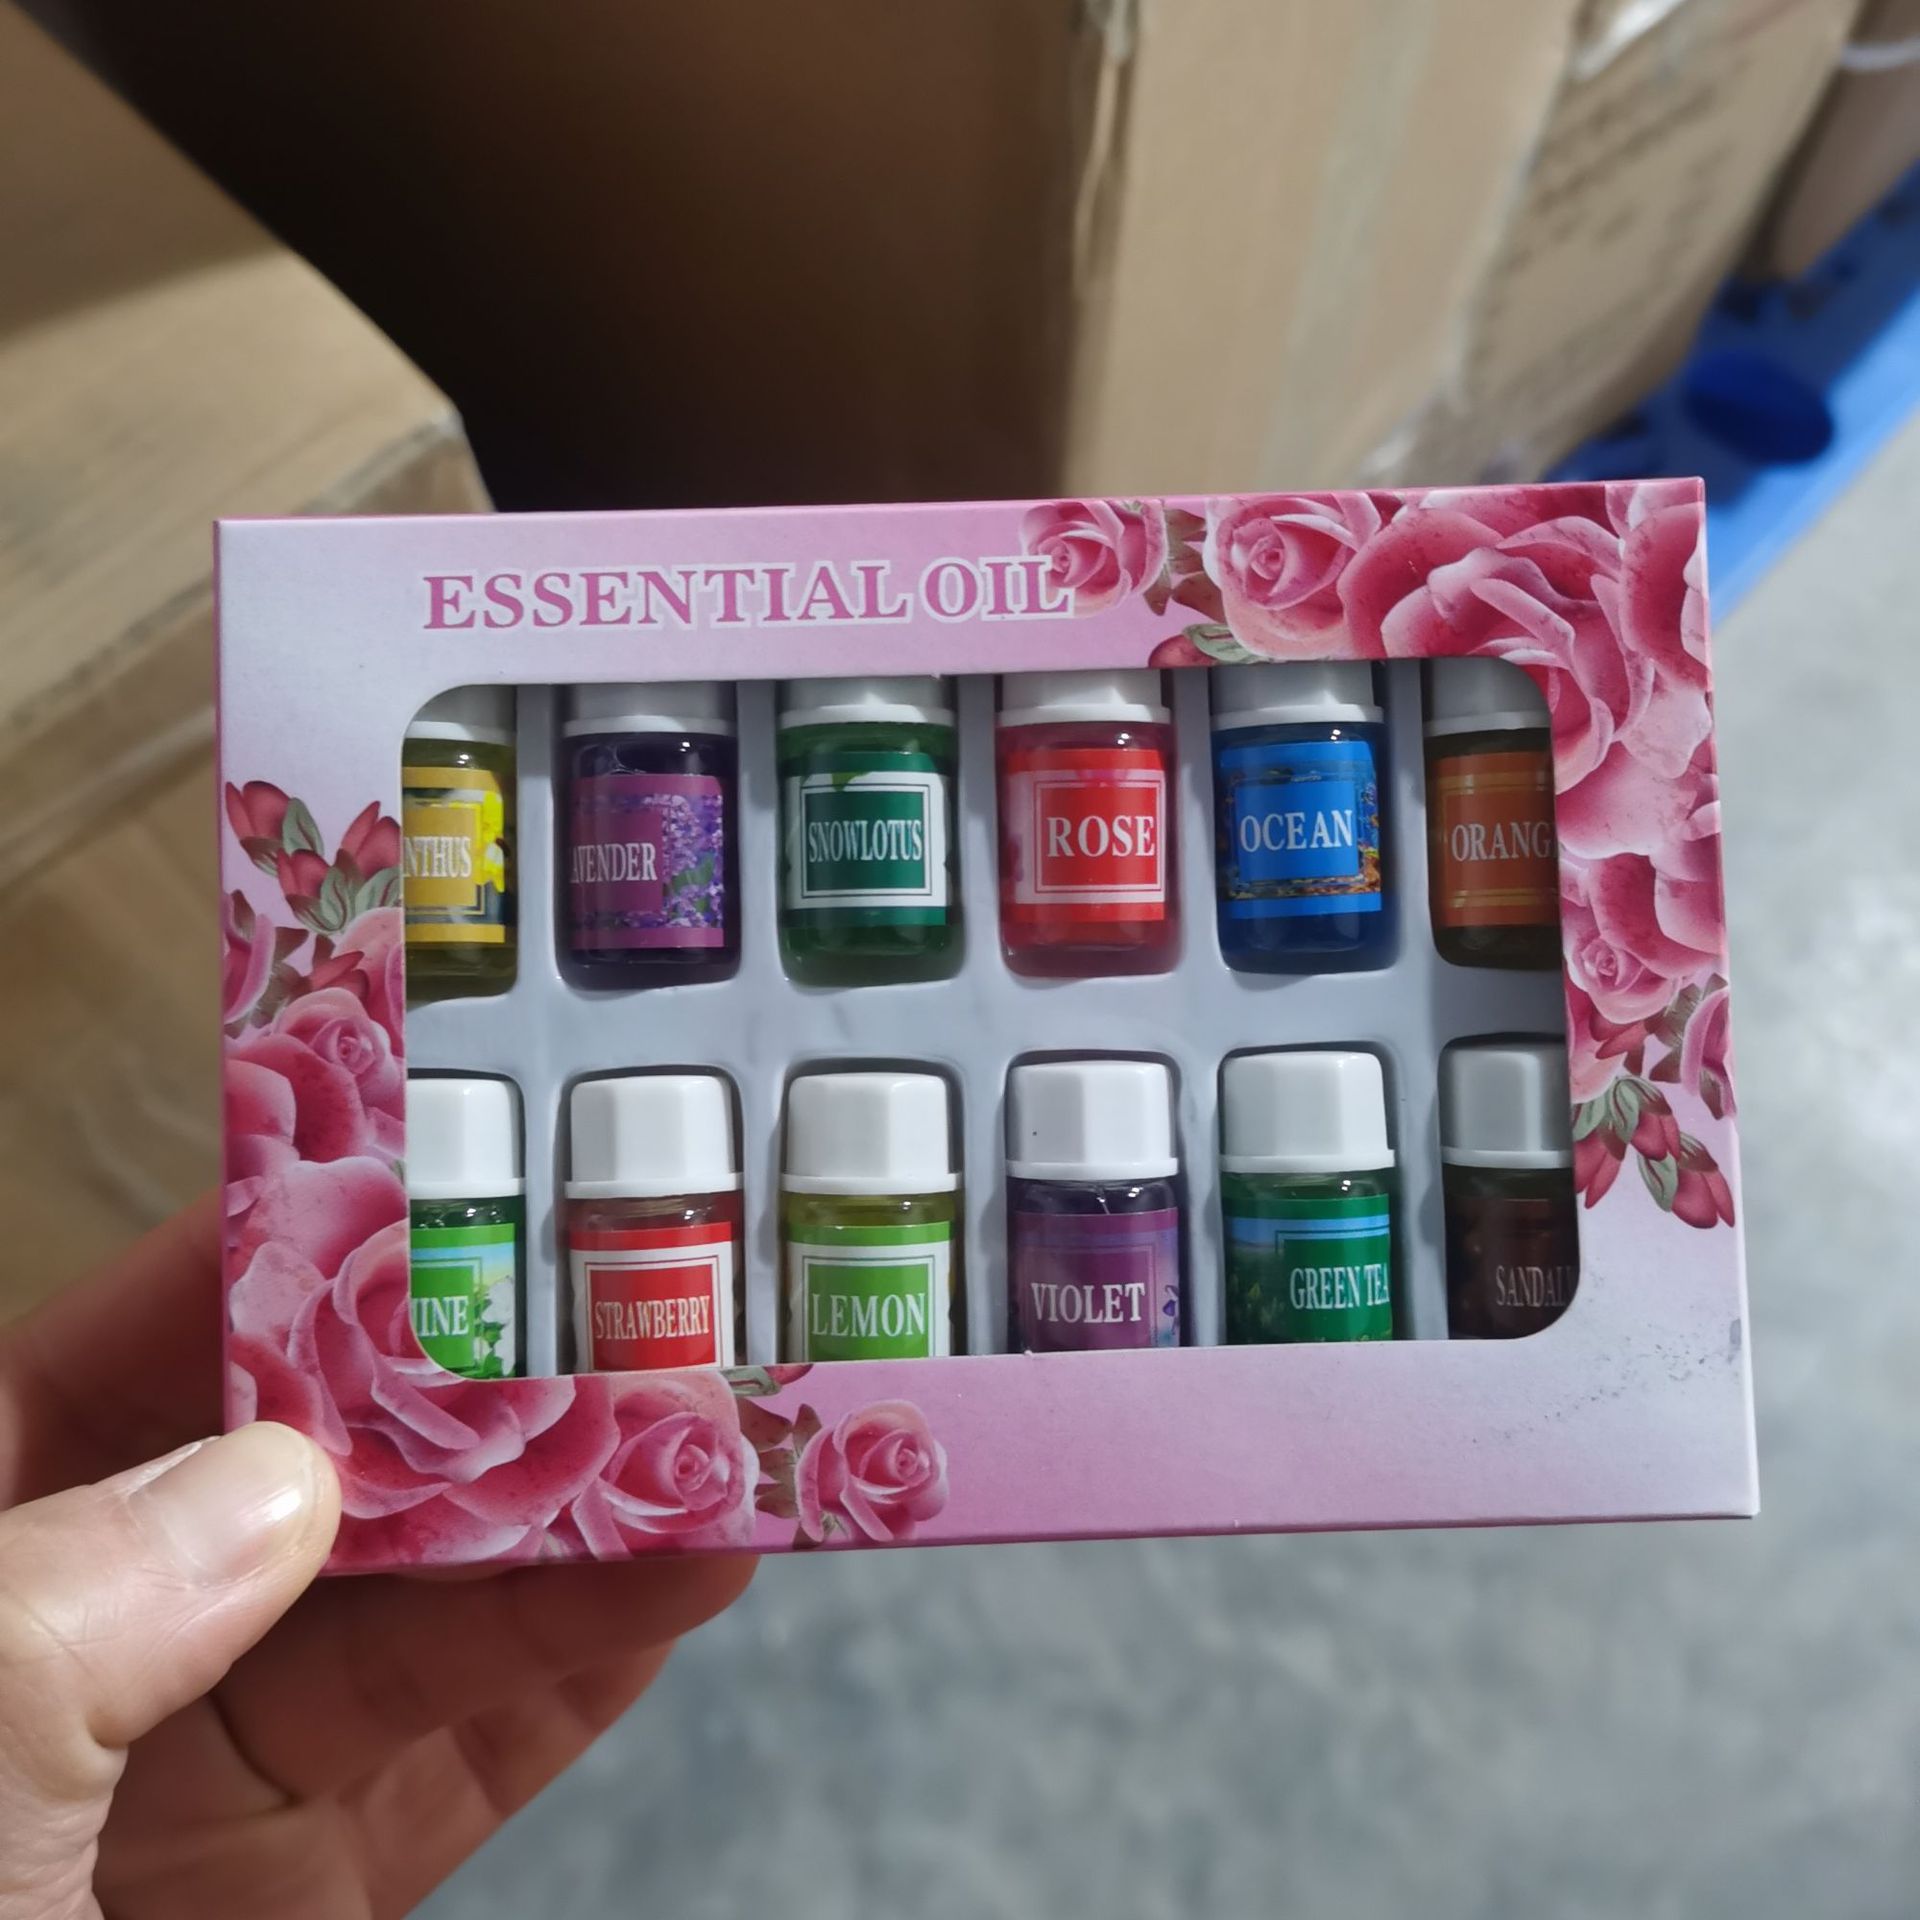 ESSENTIAL OIL
NTHUS
AVENDER
SNOWLOTUS
ROSE
OCEAN
ORANG
INE
STRAWBERRY
LEMON
VIOLET
GREEN TEA
SANDAL